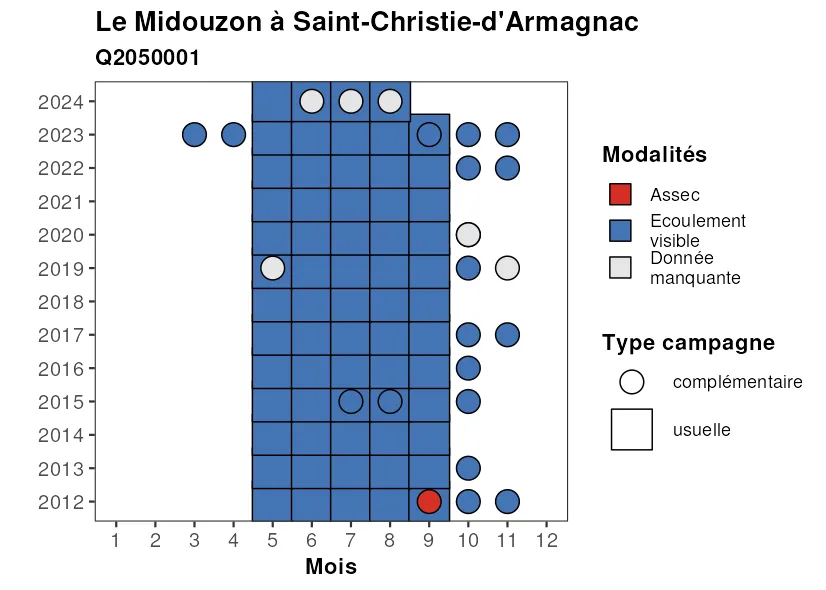 Le Midouzon à Saint-Christie-d'Armagnac
Q2050001
2024
2023
2022
2021
2020
2019
2018
2017
2016
2015
2014
2013
2012
1 2 3 4 5 6 7 8 9 10 11 12
Mois
Modalités
Assec
Ecoulement
visible
Donnée
manquante
Type campagne
complémentaire
usuelle